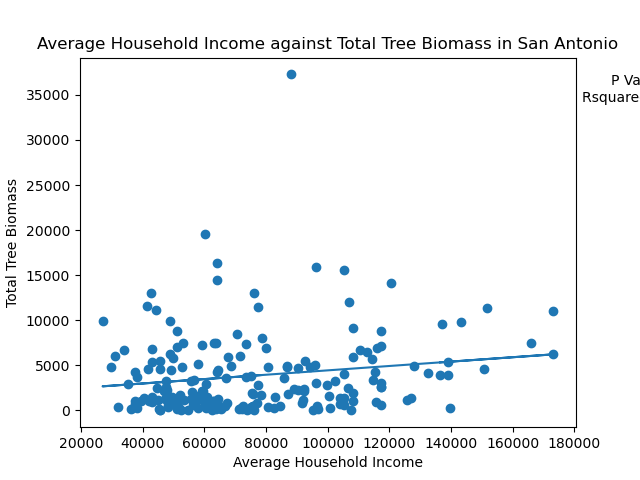 Average Household Income against Total Tree Biomass in San Antonio
P Va
Rsquare
35000
30000
25000
20000
15000
10000
5000
0
Total Tree Biomass
20000 40000 60000 80000 100000 120000 140000 160000 180000
Average Household Income